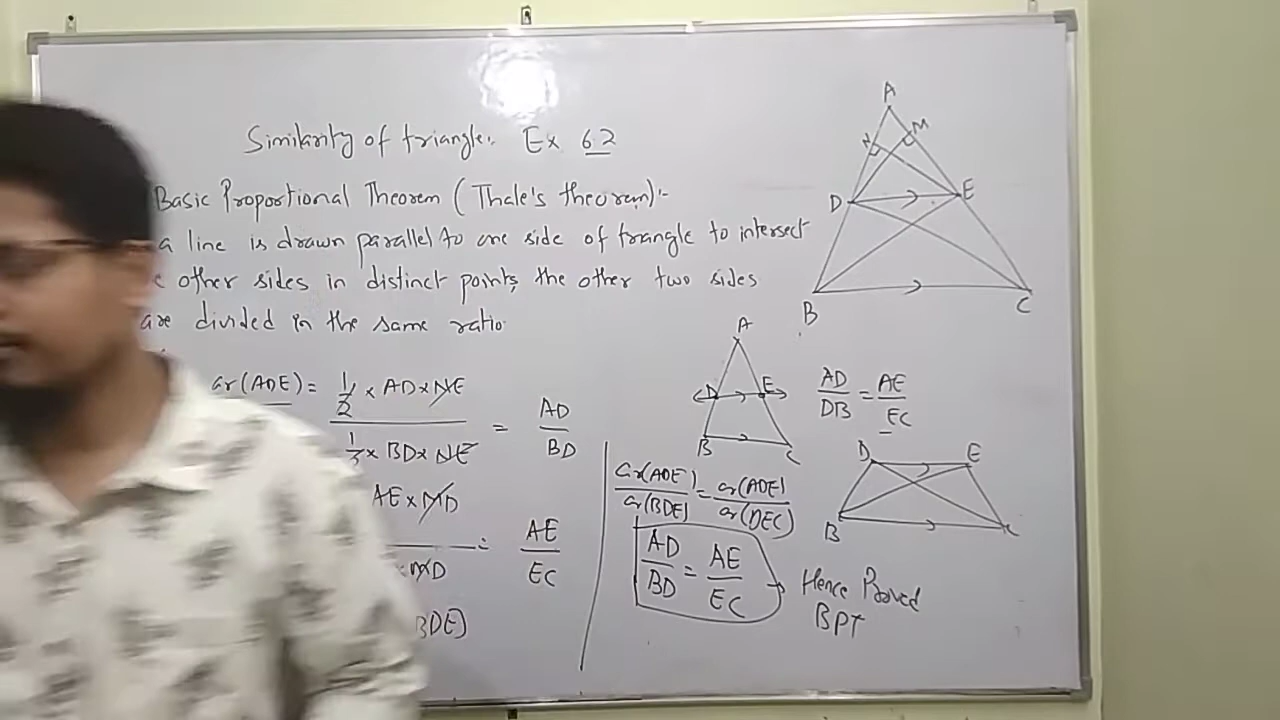 Similarity of triangle:- Ex 6.2
Basic Proportional Theorem (Thale's theorem):-
a line is drawn parallel to one side of triangle to intersect
other sides in distinct points, the other two sides
are divided in the same ratio.
ar(ADE) = 1/2 × AD × NE
× BD × NE
= AD/BD
AE × MD
× MD
= AE/EC
BDE)
A
N
M
D
E
B
C
A
D
E
B
C
AD/DB = AE/EC
D
E
B
C
ar(ADE)/ar(BDE) = ar(ADE)/ar(DEC)
AD/BD = AE/EC
Hence Proved
BPT